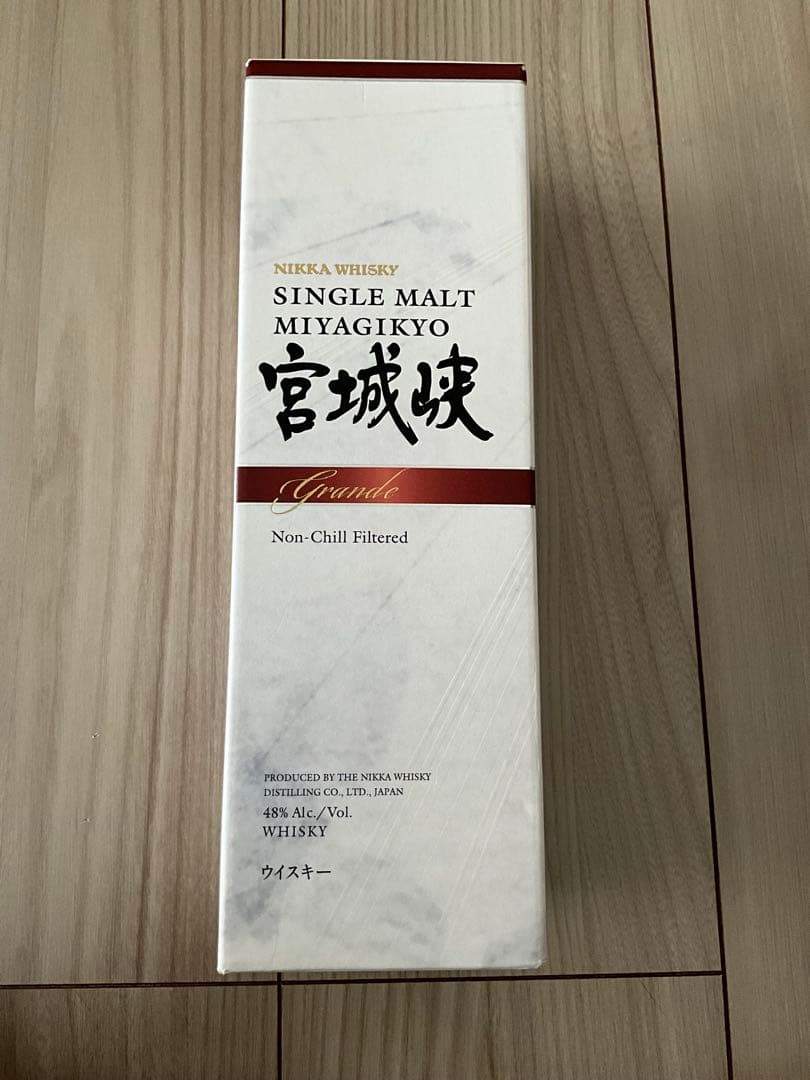 NIKKA WHISKY
SINGLE MALT
MIYAGIKYO
宮城峡
Grande
Non-Chill Filtered
PRODUCED BY THE NIKKA WHISKY
DISTILLING CO., LTD., JAPAN
48% Alc./Vol.
WHISKY
ウイスキー